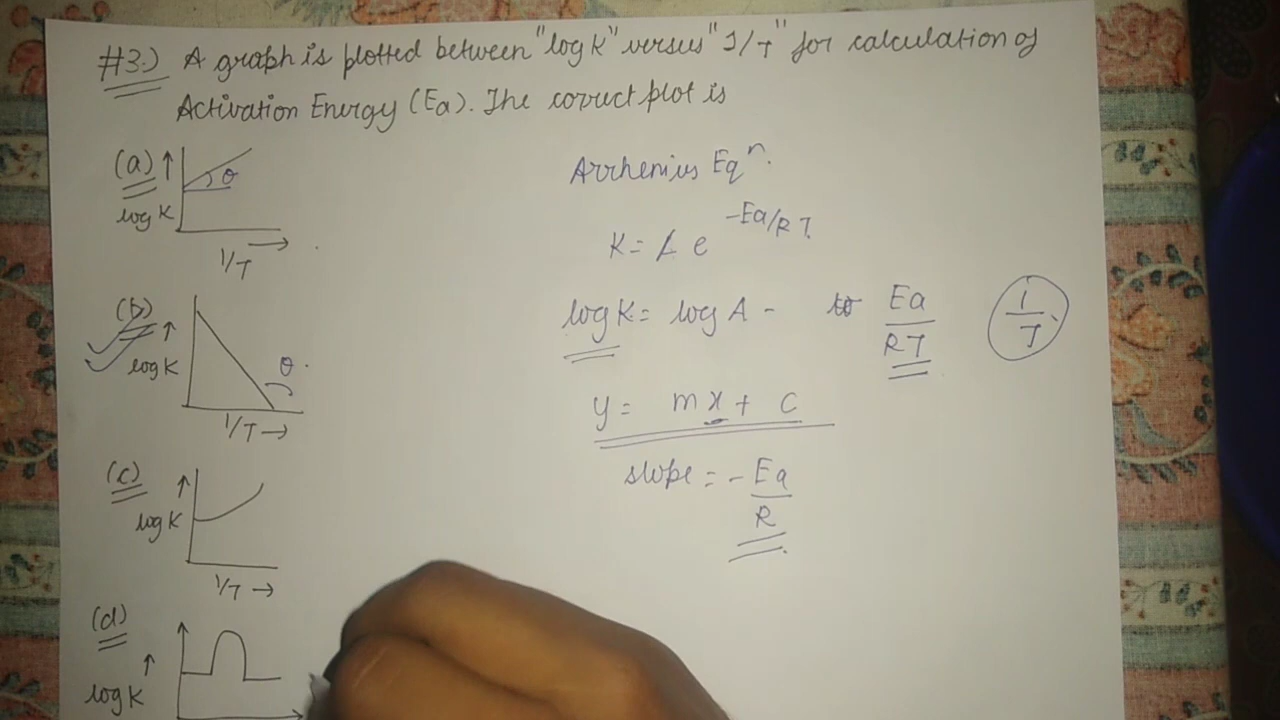 #3.) A graph is plotted between "log K" versus "1/T" for calculation of
Activation Energy (Ea). The correct plot is
(a) ↑ θ
log K
1/T →
(b) ↑
log K θ
1/T →
(c) ↑
log K
1/T →
(d)
↑
log K
Arrhenius Eqⁿ.
K = A e -Ea/RT
log K = log A - Ea/RT 1/T
y = mx + c
slope = - Ea/R